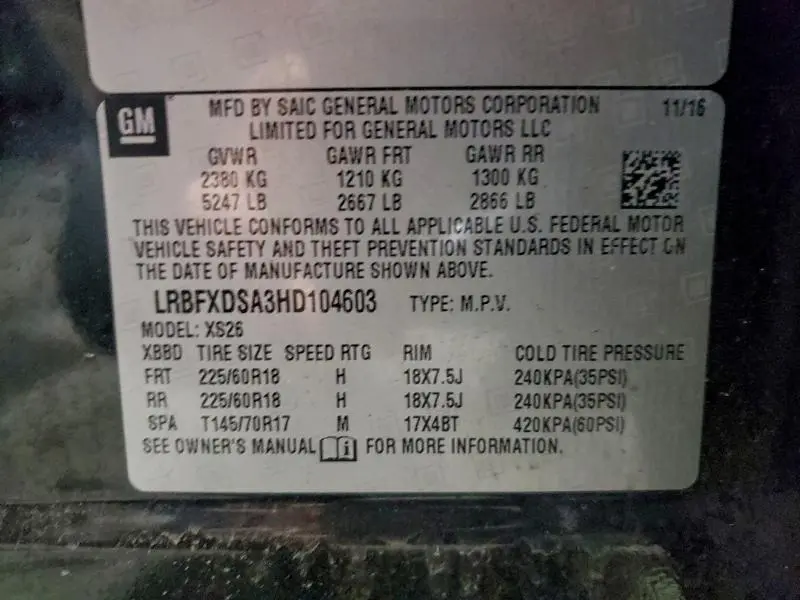 GM
MFD BY SAIC GENERAL MOTORS CORPORATION 11/16
LIMITED FOR GENERAL MOTORS LLC
GVWR GAWR FRT GAWR RR
2380 KG 1210 KG 1300 KG
5247 LB 2667 LB 2866 LB
THIS VEHICLE CONFORMS TO ALL APPLICABLE U.S. FEDERAL MOTOR
VEHICLE SAFETY AND THEFT PREVENTION STANDARDS IN EFFECT ON
THE DATE OF MANUFACTURE SHOWN ABOVE.
LRBFXDSA3HD104603 TYPE: M.P.V.
MODEL: XS26
XBBD TIRE SIZE SPEED RTG RIM COLD TIRE PRESSURE
FRT 225/60R18 H 18X7.5J 240KPA(35PSI)
RR 225/60R18 H 18X7.5J 240KPA(35PSI)
SPA T145/70R17 M 17X4BT 420KPA(60PSI)
SEE OWNER'S MANUAL i FOR MORE INFORMATION.